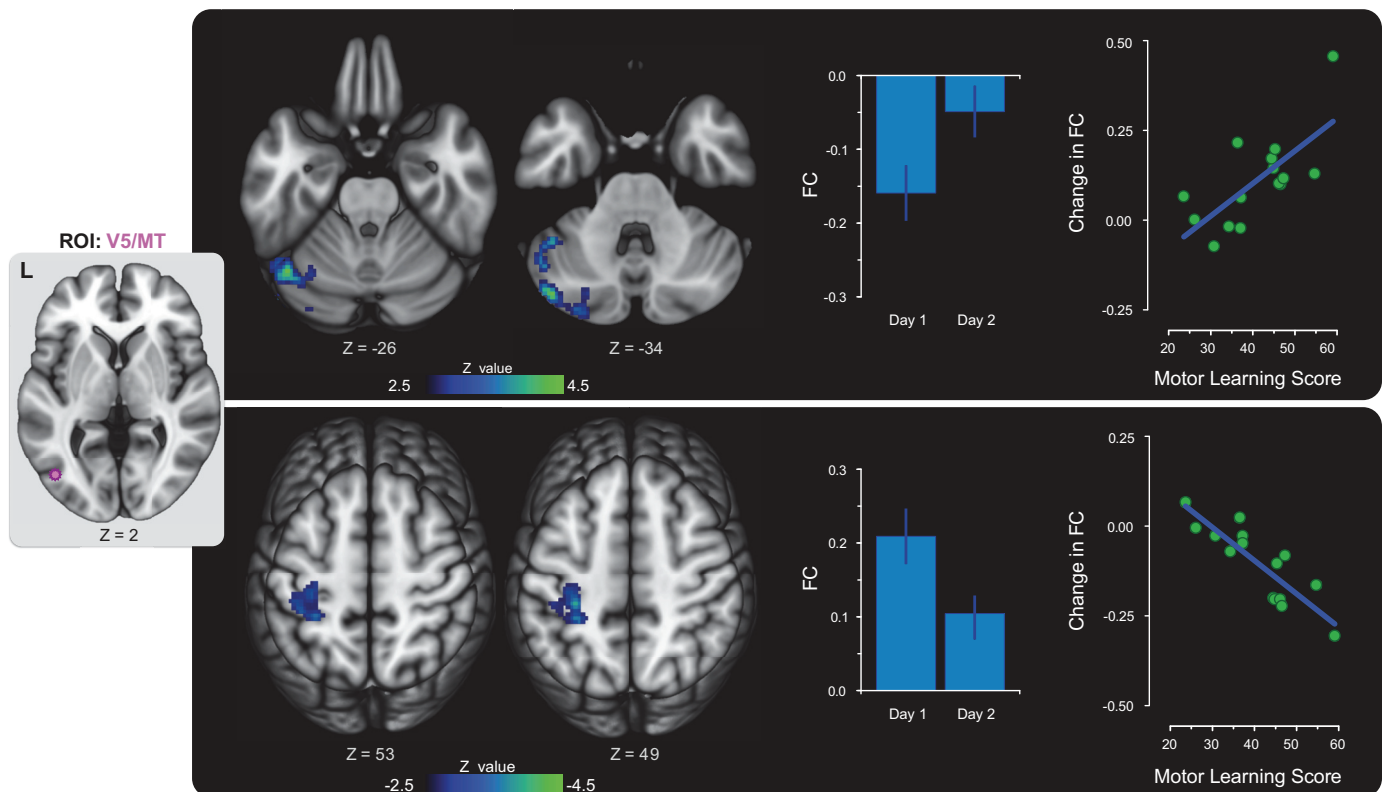 ROI: V5/MT
L
Z = 2
Z = -26
Z = -34
Z value
2.5
4.5
FC
0.0
-0.1
-0.2
-0.3
Day 1
Day 2
Change in FC
0.50
0.25
0.00
-0.25
20
30
40
50
60
Motor Learning Score
Z = 53
Z = 49
Z value
-2.5
-4.5
FC
0.3
0.2
0.1
0.0
Day 1
Day 2
Change in FC
0.25
0.00
-0.25
-0.50
20
30
40
50
60
Motor Learning Score